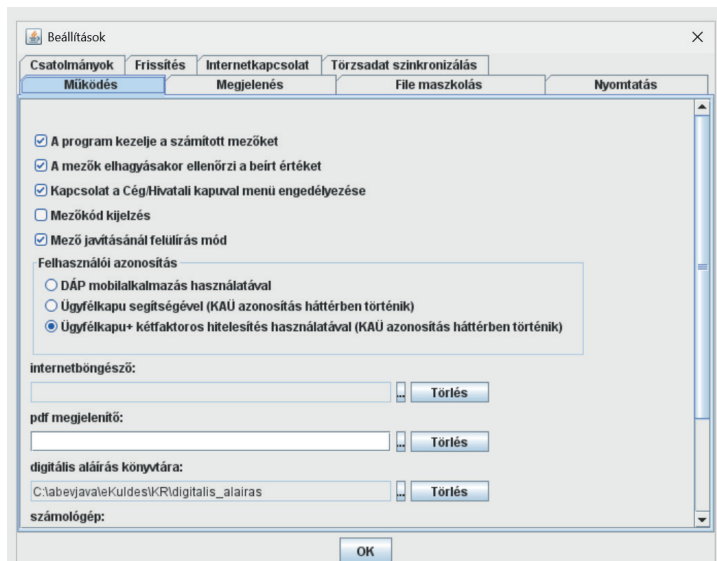 Beállítások
Csatolmányok Frissítés Internetkapcsolat Törzsadat szinkronizálás
Működés Megjelenés File maszkolás Nyomtatás
A program kezelje a számított mezőket
A mezők elhagyásakor ellenőrzi a beírt értéket
Kapcsolat a Cég/Hivatali kapuval menü engedélyezése
Mezőkód kijelzés
Mező javításánál felülírás mód
Felhasználói azonosítás
DÁP mobilalkalmazás használatával
Ügyfélkapu segítségével (KAÜ azonosítás háttérben történik)
Ügyfélkapu+ kétfaktoros hitelesítés használatával (KAÜ azonosítás háttérben történik)
internetböngésző:
... Törlés
pdf megjelenítő:
... Törlés
digitális aláírás könyvtára:
C:\abevjava\eKuldes\KR\digitalis_alairas ... Törlés
számológép:
OK